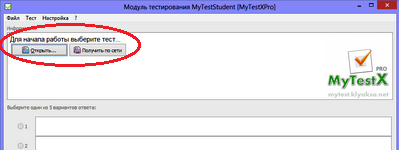 Модуль тестирования MyTestStudent [MyTestXPro]
Файл Тест Настройка ?
Для начала работы выберите тест...
Открыть... Получить по сети
PRO
MyTestX
mytest.klyaksa.net
Выберите один из 5 вариантов ответа:
1
2